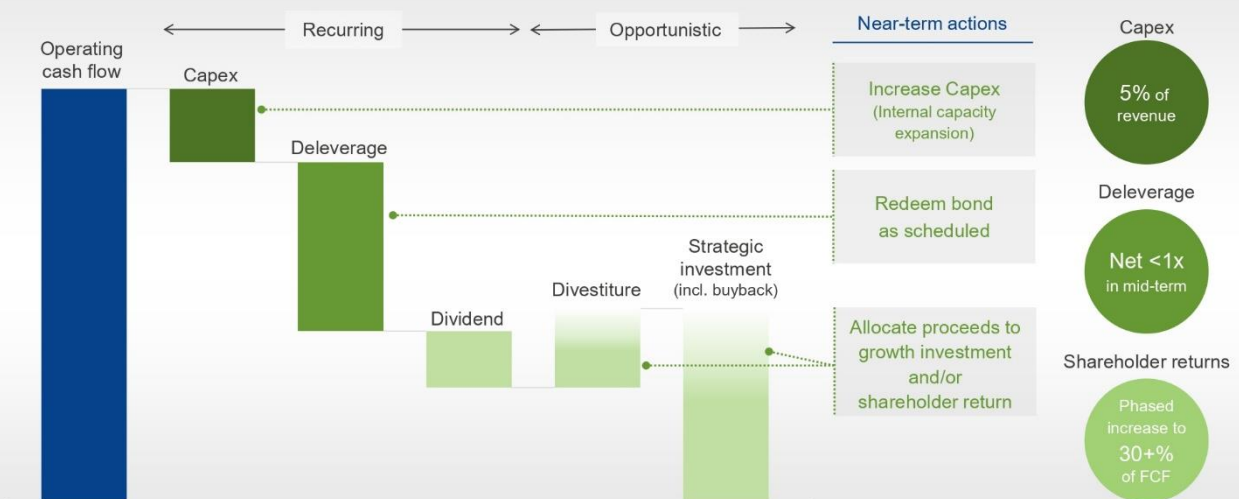 Recurring
Opportunistic
Near-term actions
Capex
Operating
cash flow
Capex
Increase Capex
(Internal capacity
expansion)
5% of
revenue
Deleverage
Deleverage
Redeem bond
as scheduled
Net <1x
in mid-term
Strategic
investment
(incl. buyback)
Divestiture
Dividend
Allocate proceeds to
growth investment
and/or
shareholder return
Shareholder returns
Phased
increase to
30+%
of FCF